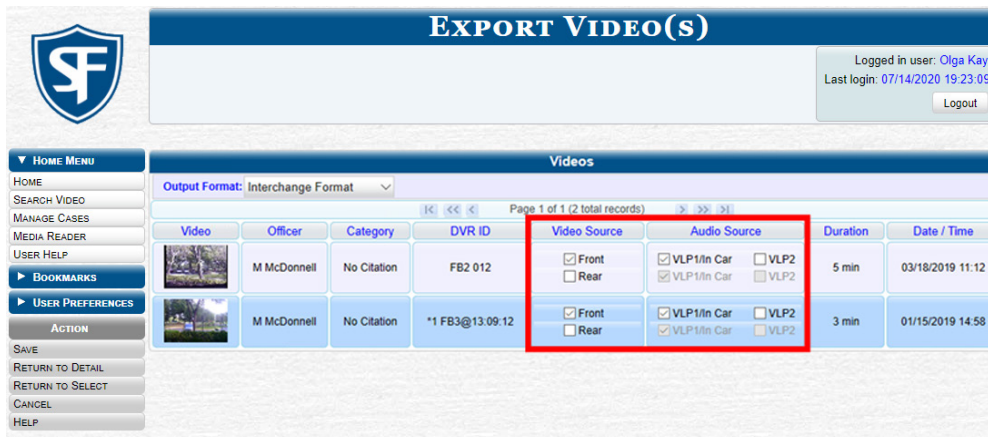 EXPORT VIDEO(S)
SF
Logged in user: Olga Kay
Last login: 07/14/2020 19:23:09
Logout
▼ HOME MENU
HOME
SEARCH VIDEO
MANAGE CASES
MEDIA READER
USER HELP
▶ BOOKMARKS
▶ USER PREFERENCES
ACTION
SAVE
RETURN TO DETAIL
RETURN TO SELECT
CANCEL
HELP
Videos
Output Format: Interchange Format
|< << < Page 1 of 1 (2 total records) > >> >|
Video Officer Category DVR ID Video Source Audio Source Duration Date / Time
M McDonnell No Citation FB2 012 Front VLP1/In Car VLP2 5 min 03/18/2019 11:12
Rear VLP1/In Car VLP2
M McDonnell No Citation *1 FB3@13:09:12 Front VLP1/In Car VLP2 3 min 01/15/2019 14:58
Rear VLP1/In Car VLP2